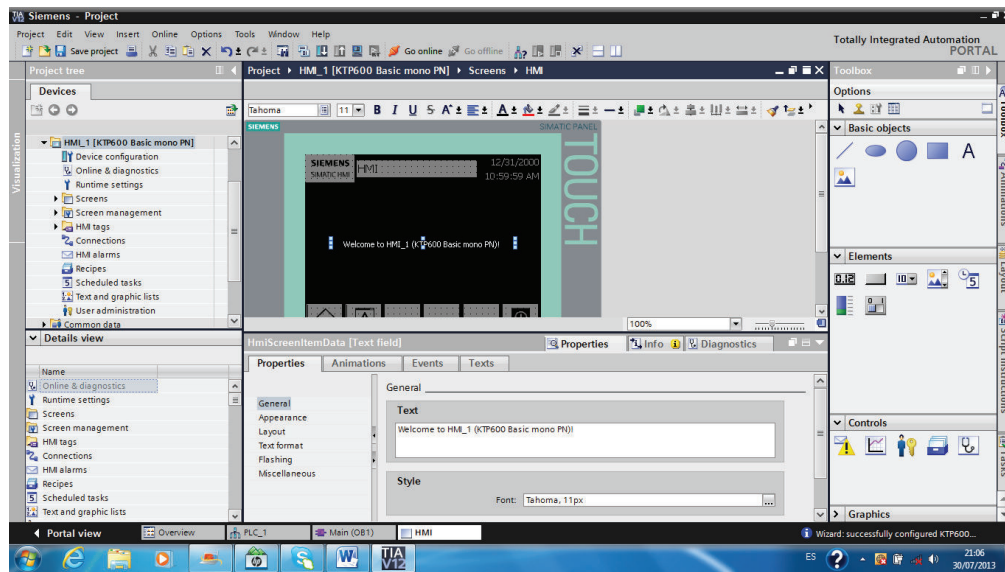 Siemens - Project
Project Edit View Insert Online Options Tools Window Help
Save project Go online Go offline
Totally Integrated Automation
PORTAL
Project tree
Project HMI_1 [KTP600 Basic mono PN] Screens HMI
Toolbox
Devices
Options
Tahoma 11 B I U S A A
Visualization
HMI_1 [KTP600 Basic mono PN]
Device configuration
Online & diagnostics
Runtime settings
Screens
Screen management
HMI tags
Connections
HMI alarms
Recipes
Scheduled tasks
Text and graphic lists
User administration
Common data
SIEMENS
SIMATIC PANEL
TOUCH
SIEMENS
SIMATIC HMI
HMI
12/31/2000
10:59:59 AM
Welcome to HMI_1 (KTP600 Basic mono PN)!
100%
Basic objects
A
Elements
Controls
Graphics
Animations
Layout
Tasks
Details view
Name
Online & diagnostics
Runtime settings
Screens
Screen management
HMI tags
Connections
HMI alarms
Recipes
Scheduled tasks
Text and graphic lists
HmiScreenItemData [Text field]
Properties Info Diagnostics
Properties Animations Events Texts
General
Appearance
Layout
Text format
Flashing
Miscellaneous
General
Text
Welcome to HMI_1 (KTP600 Basic mono PN)!
Style
Font: Tahoma, 11px ...
Portal view Overview PLC_1 Main (OB1) HMI
Wizard: successfully configured KTP600...
TIA
V12
ES
21:06
30/07/2013